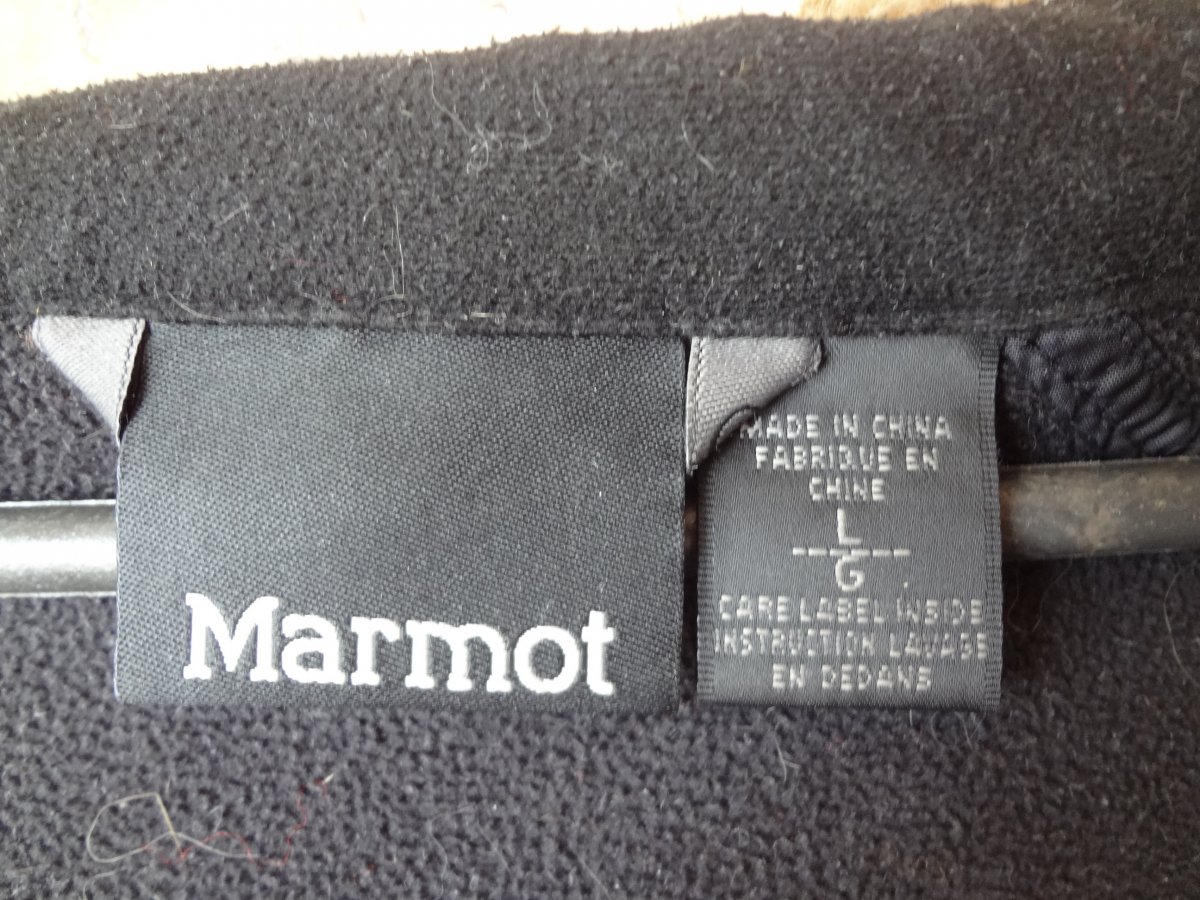 Marmot
MADE IN CHINA
FABRIQUE EN
CHINE
L
G
CARE LABEL INSIDE
INSTRUCTION LAVAGE
EN DEDANS